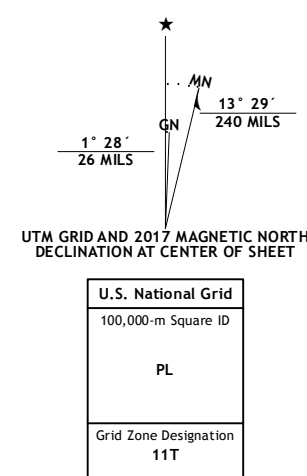 ★
MN
GN
13° 29´
240 MILS
1° 28´
26 MILS
UTM GRID AND 2017 MAGNETIC NORTH
DECLINATION AT CENTER OF SHEET
U.S. National Grid
100,000-m Square ID
PL
Grid Zone Designation
11T